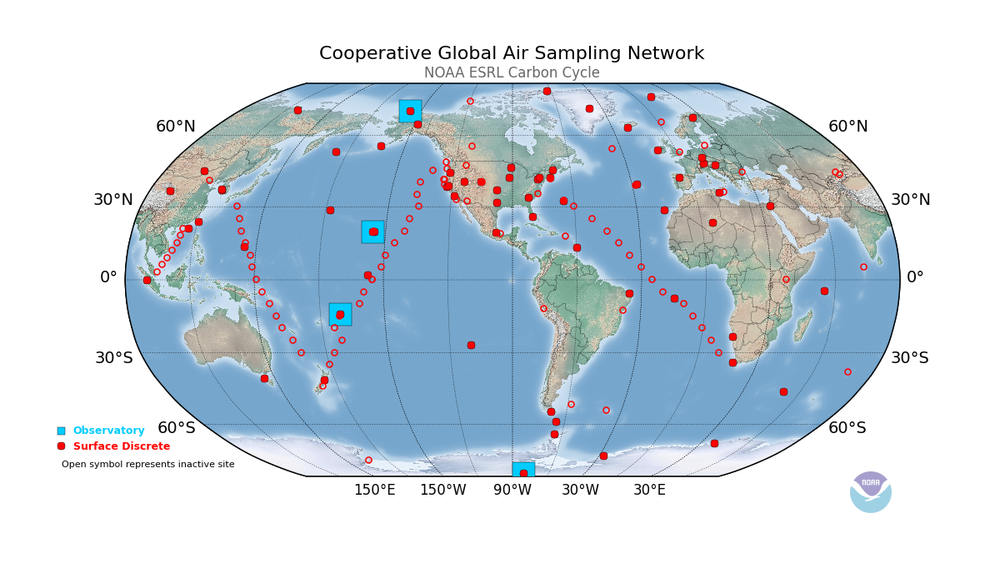 Cooperative Global Air Sampling Network
NOAA ESRL Carbon Cycle
60°N 60°N
30°N 30°N
0° 0°
30°S 30°S
60°S 60°S
Observatory
Surface Discrete
Open symbol represents inactive site
150°E 150°W 90°W 30°W 30°E
NOAA